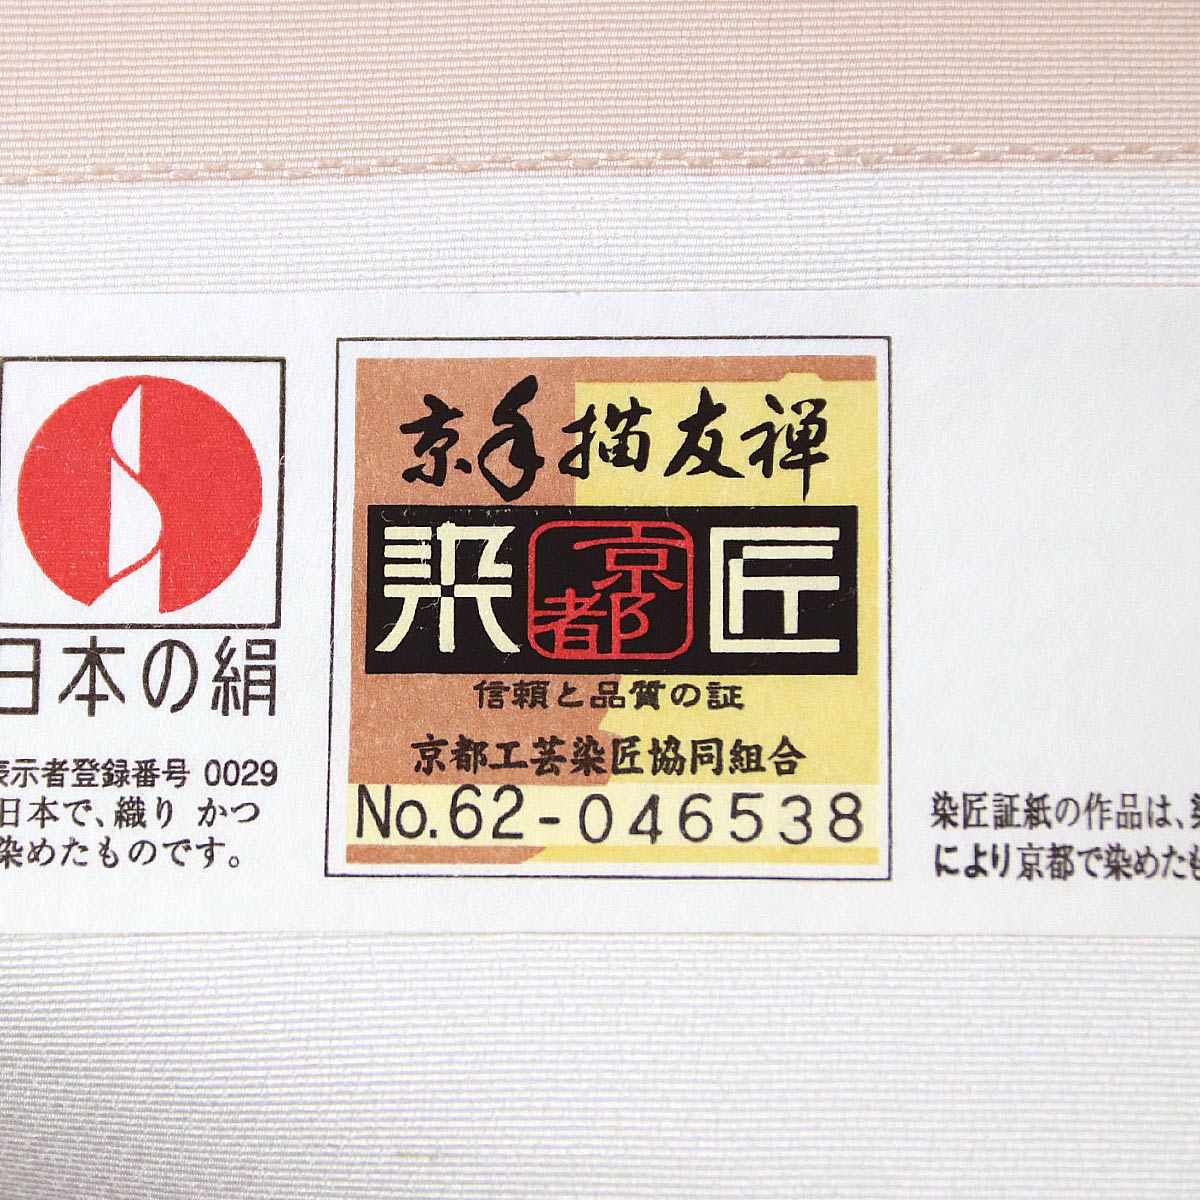 日本の絹
表示者登録番号 0029
日本で、織り かつ
染めたものです。
京手描友禅
染京都匠
信頼と品質の証
京都工芸染匠協同組合
No.62-046538
染匠証紙の作品は、
により京都で染めたも